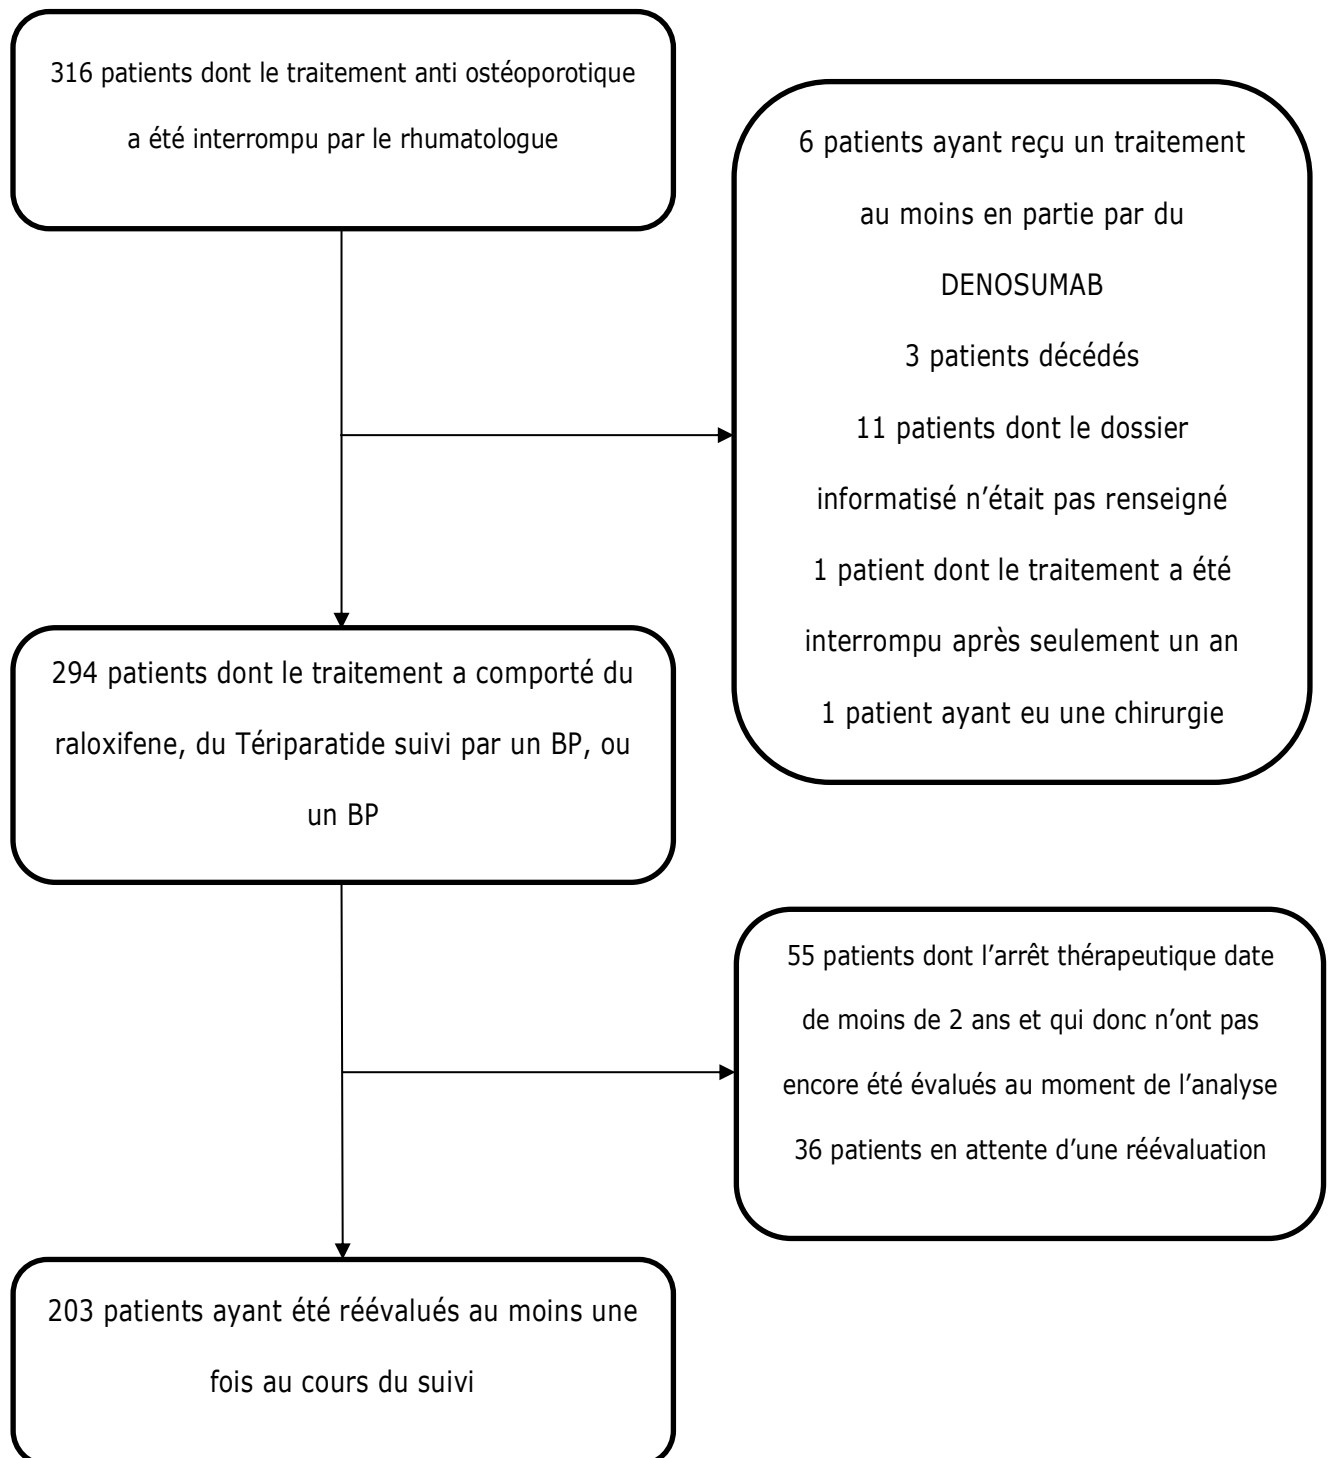 316 patients dont le traitement anti ostéoporotique
a été interrompu par le rhumatologue
6 patients ayant reçu un traitement
au moins en partie par du
DENOSUMAB
3 patients décédés
11 patients dont le dossier
informatisé n’était pas renseigné
1 patient dont le traitement a été
interrompu après seulement un an
1 patient ayant eu une chirurgie
294 patients dont le traitement a comporté du
raloxifene, du Tériparatide suivi par un BP, ou
un BP
55 patients dont l’arrêt thérapeutique date
de moins de 2 ans et qui donc n’ont pas
encore été évalués au moment de l’analyse
36 patients en attente d’une réévaluation
203 patients ayant été réévalués au moins une
fois au cours du suivi